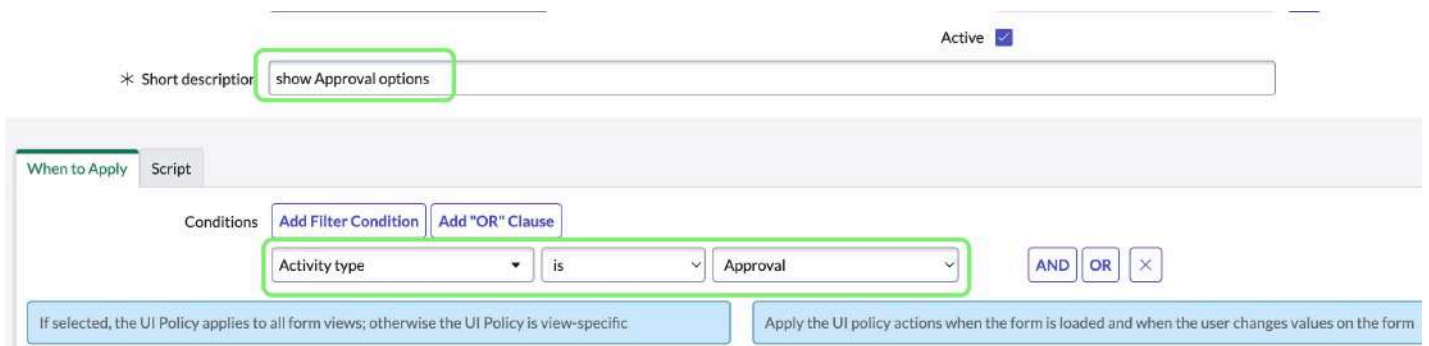 Active
* Short description show Approval options
When to Apply Script
Conditions Add Filter Condition Add "OR" Clause
Activity type is Approval AND OR ×
If selected, the UI Policy applies to all form views; otherwise the UI Policy is view-specific Apply the UI policy actions when the form is loaded and when the user changes values on the form